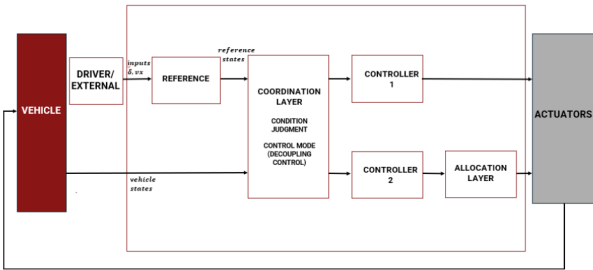 VEHICLE
DRIVER/
EXTERNAL
inputs
δ, vx
REFERENCE
reference
states
vehicle
states
COORDINATION
LAYER
CONDITION
JUDGMENT
CONTROL MODE
(DECOUPLING
CONTROL)
CONTROLLER
1
CONTROLLER
2
ALLOCATION
LAYER
ACTUATORS